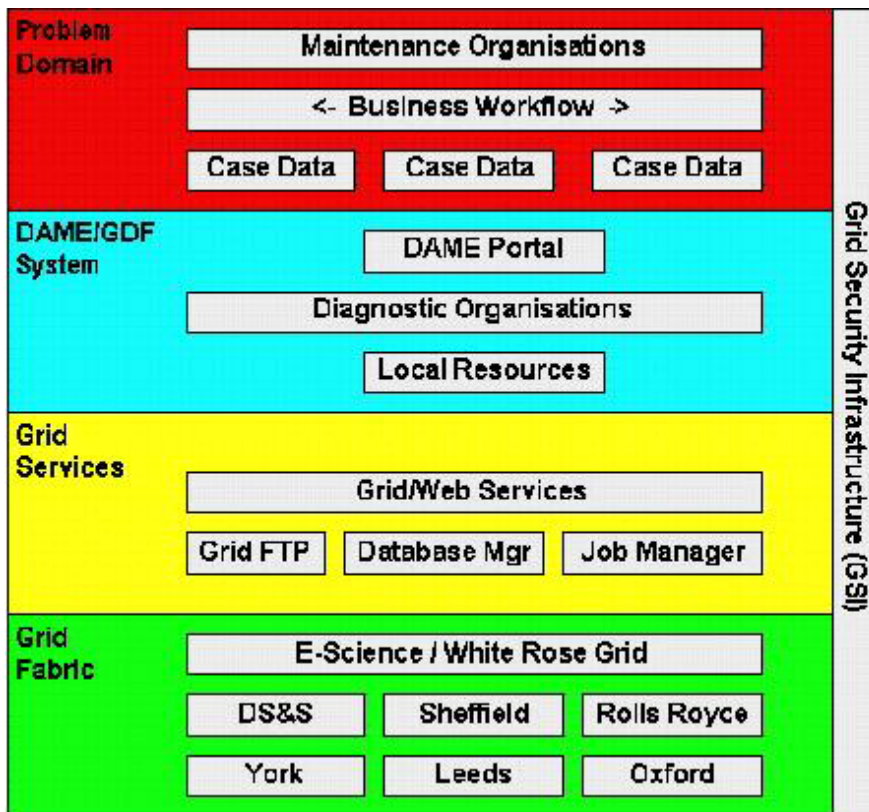 Problem
Domain
Maintenance Organisations
<- Business Workflow ->
Case Data
Case Data
Case Data
DAME/GDF
System
DAME Portal
Diagnostic Organisations
Local Resources
Grid
Services
Grid/Web Services
Grid FTP
Database Mgr
Job Manager
Grid
Fabric
E-Science / White Rose Grid
DS&S
Sheffield
Rolls Royce
York
Leeds
Oxford
Grid Security Infrastructure (GSI)